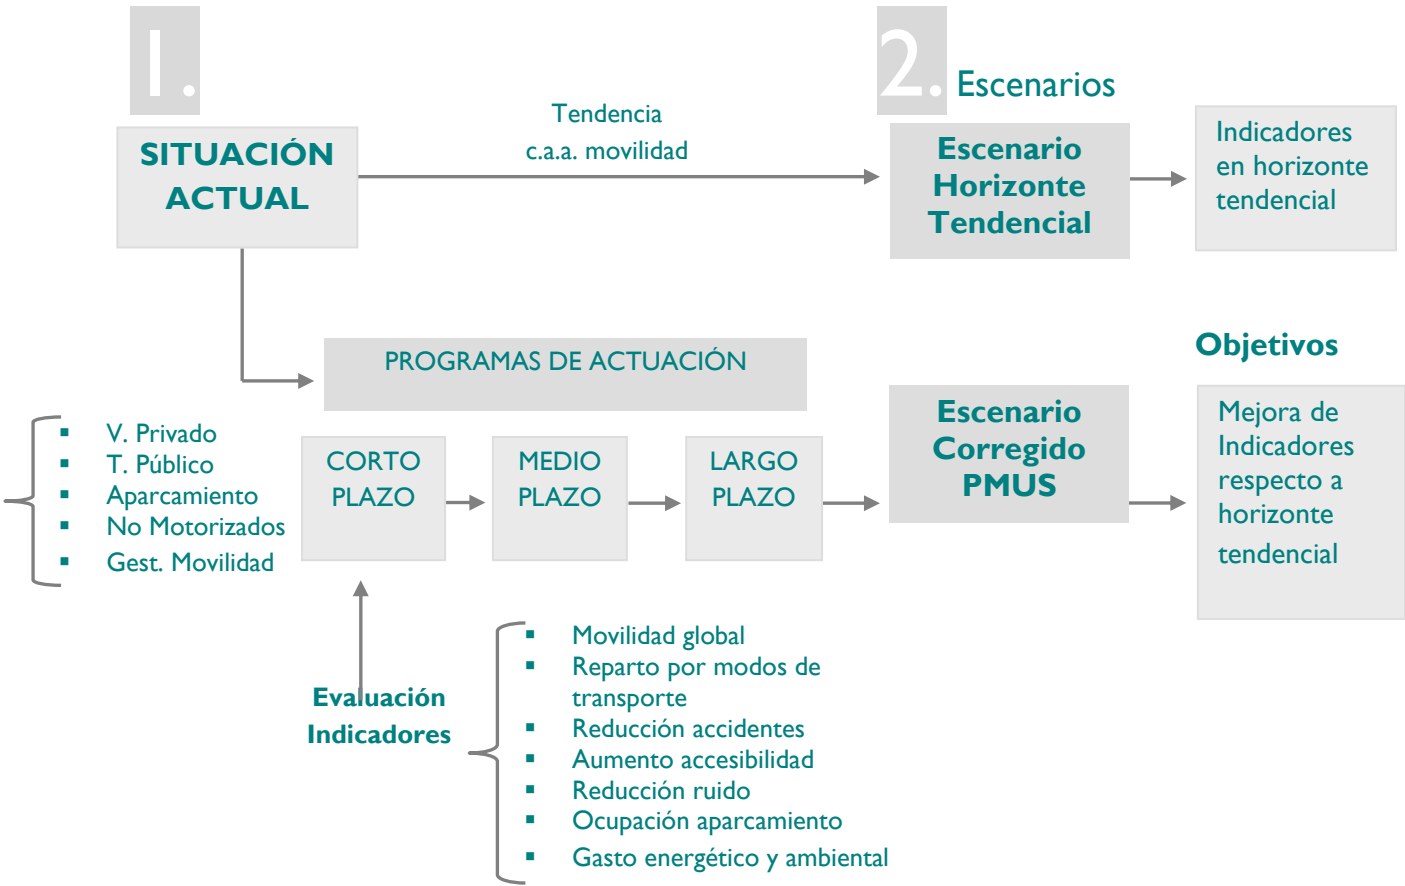 1.
SITUACIÓN
ACTUAL
Tendencia
c.a.a. movilidad
2. Escenarios
Escenario
Horizonte
Tendencial
Indicadores
en horizonte
tendencial
PROGRAMAS DE ACTUACIÓN
▪ V. Privado
▪ T. Público
▪ Aparcamiento
▪ No Motorizados
▪ Gest. Movilidad
CORTO
PLAZO
MEDIO
PLAZO
LARGO
PLAZO
Escenario
Corregido
PMUS
Objetivos
Mejora de
Indicadores
respecto a
horizonte
tendencial
Evaluación
Indicadores
▪ Movilidad global
▪ Reparto por modos de
transporte
▪ Reducción accidentes
▪ Aumento accesibilidad
▪ Reducción ruido
▪ Ocupación aparcamiento
▪ Gasto energético y ambiental